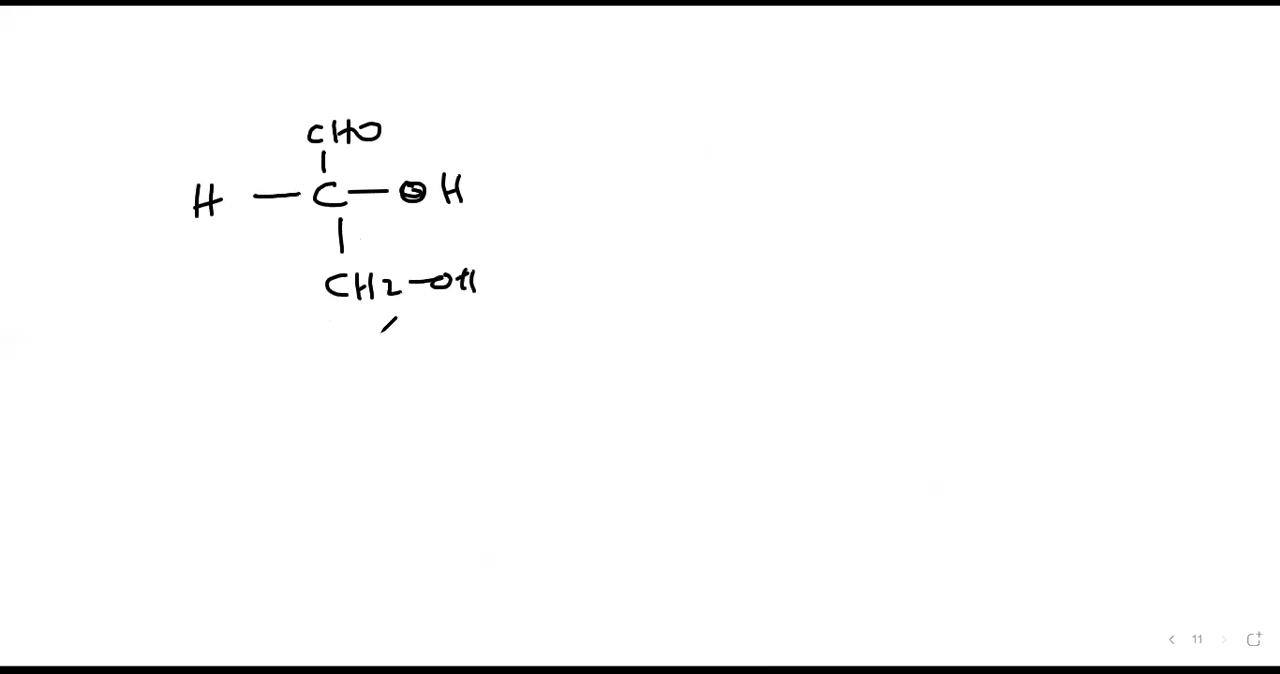 CHO
H — C — OH
CH2 — OH
11